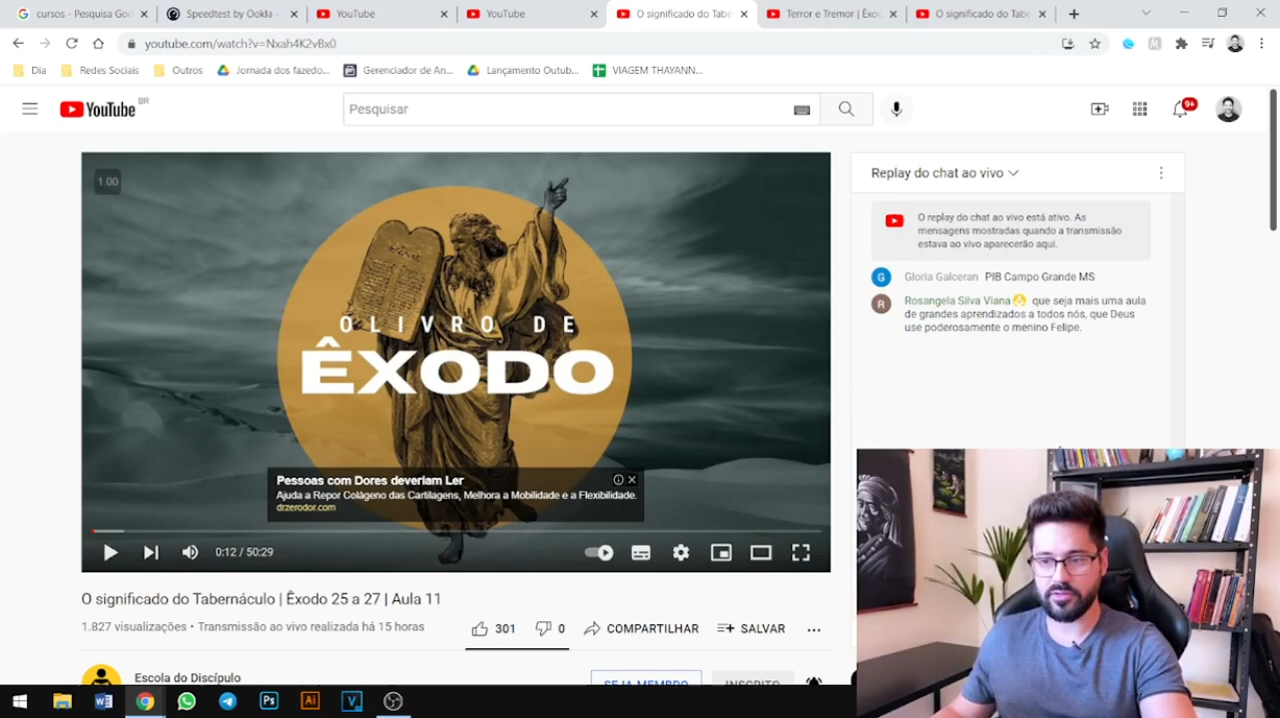 cursos - Pesquisa Goo
Speedtest by Ookla -
YouTube
YouTube
O significado do Tabe
Terror e Tremor | Êxo
O significado do Tabe
youtube.com/watch?v=Nxah4K2vBx0
Dia
Redes Sociais
Outros
Jornada dos fazedo...
Gerenciador de An...
Lançamento Outub...
VIAGEM THAYANN...
YouTube BR
Pesquisar
9+
1.00
O LIVRO DE
ÊXODO
Pessoas com Dores deveriam Ler
Ajuda a Repor Colágeno das Cartilagens, Melhora a Mobilidade e a Flexibilidade.
drzerodor.com
0:12 / 50:29
Replay do chat ao vivo
O replay do chat ao vivo está ativo. As
mensagens mostradas quando a transmissão
estava ao vivo aparecerão aqui.
G Gloria Galceran PIB Campo Grande MS
R Rosangela Silva Viana que seja mais uma aula
de grandes aprendizados a todos nós, que Deus
use poderosamente o menino Felipe.
O significado do Tabernáculo | Êxodo 25 a 27 | Aula 11
1.827 visualizações • Transmissão ao vivo realizada há 15 horas
301
0
COMPARTILHAR
SALVAR
Escola do Discípulo
SEJA MEMBRO
INSCRITO
W
Ps
Ai
V